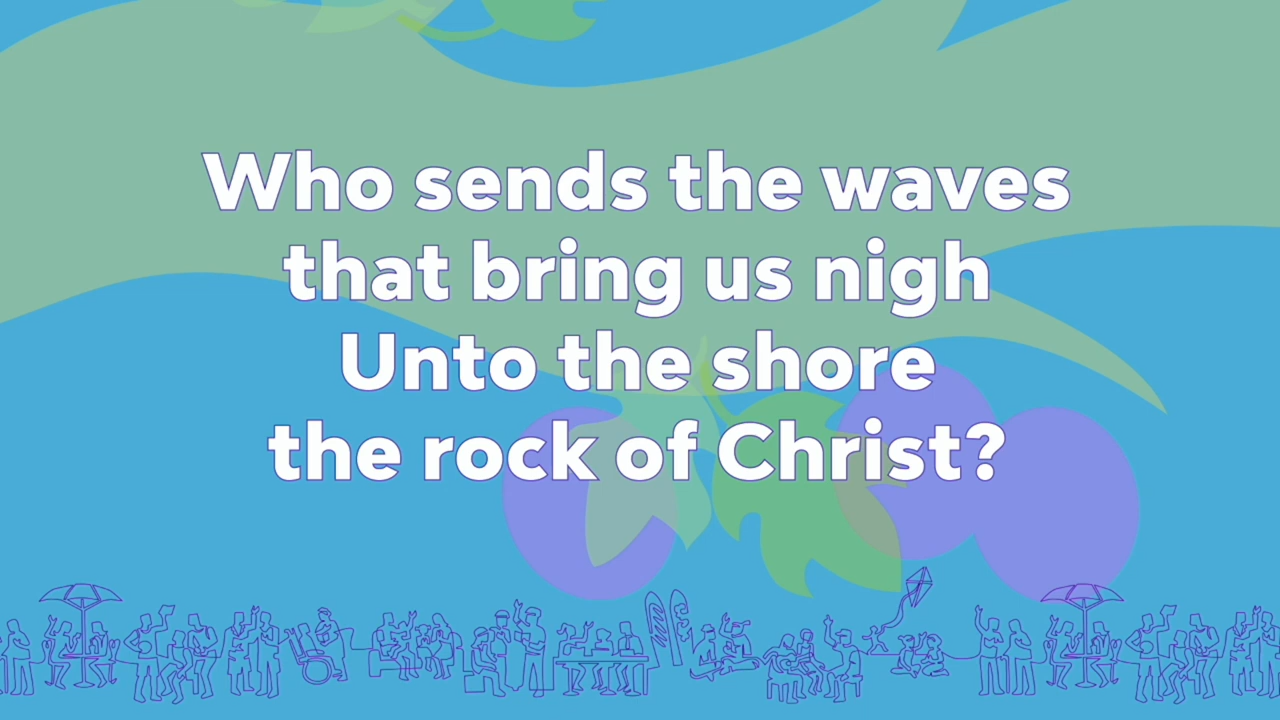 Who sends the waves
that bring us nigh
Unto the shore
the rock of Christ?